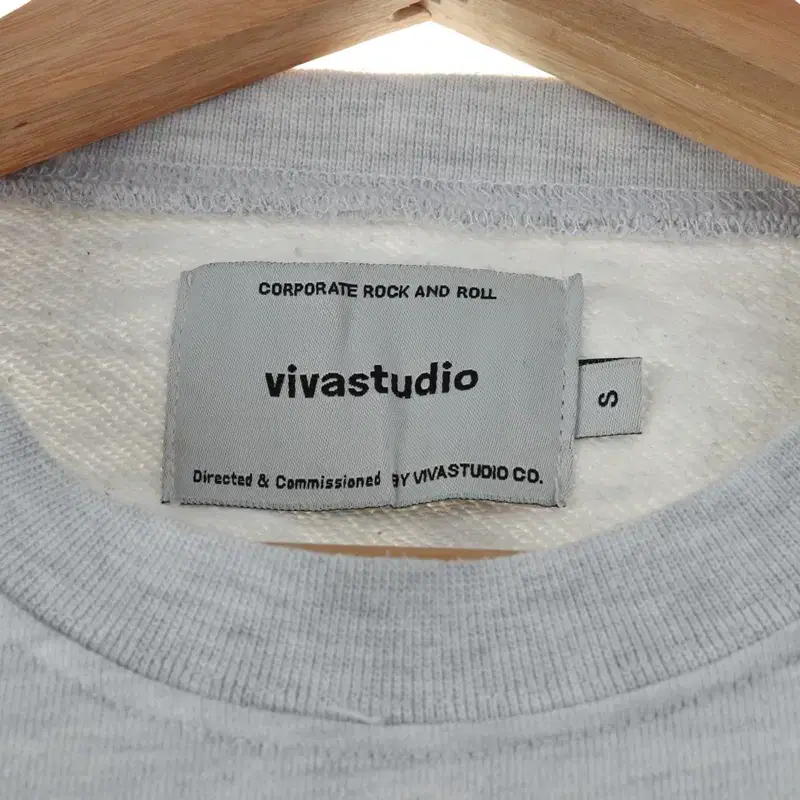 CORPORATE ROCK AND ROLL
vivastudio
S
Directed & Commissioned BY VIVASTUDIO CO.